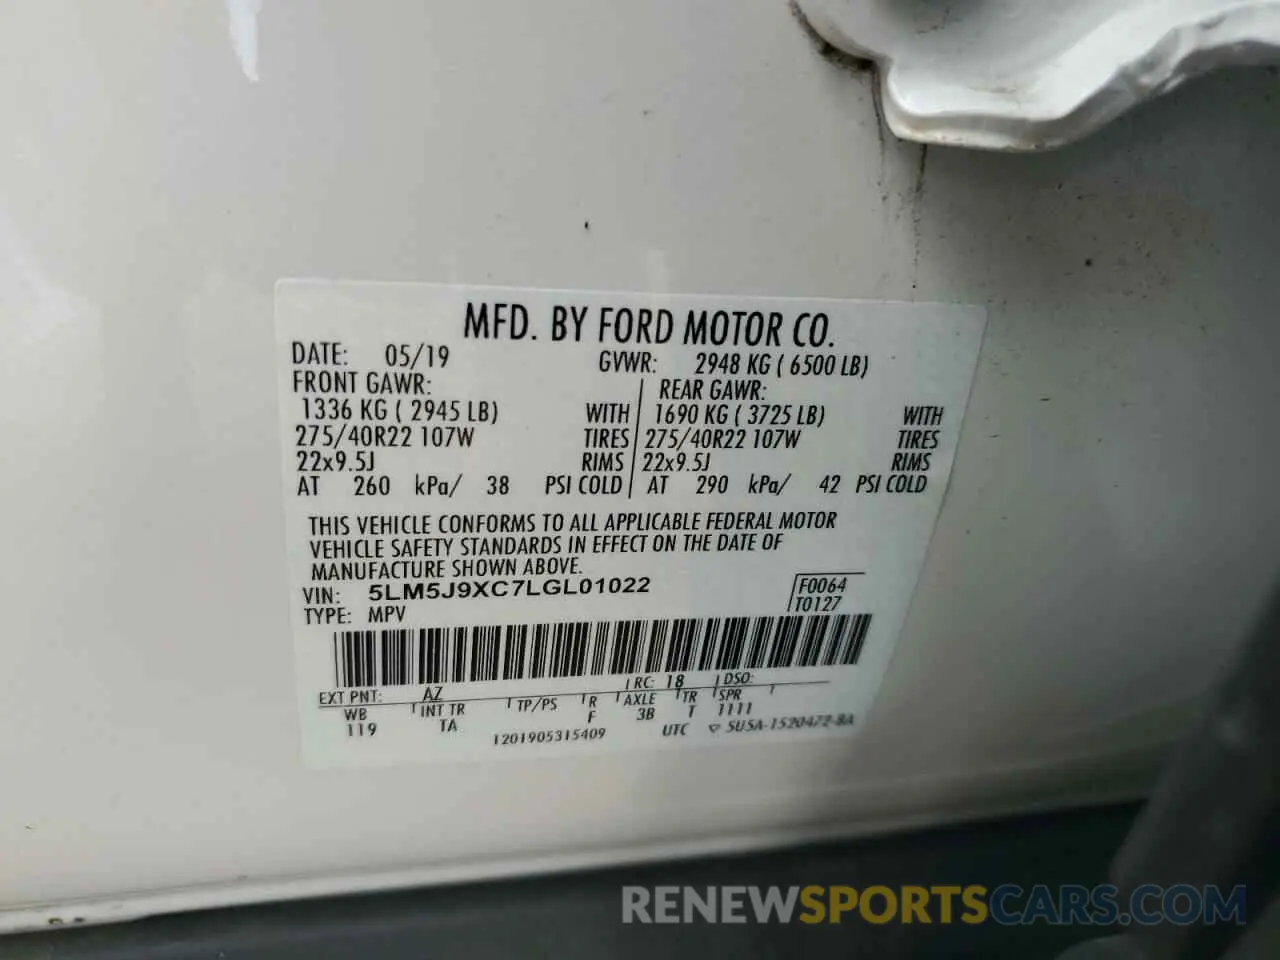 MFD. BY FORD MOTOR CO.
DATE: 05/19 GVWR: 2948 KG ( 6500 LB)
FRONT GAWR: REAR GAWR:
1336 KG ( 2945 LB) WITH 1690 KG ( 3725 LB) WITH
275/40R22 107W TIRES 275/40R22 107W TIRES
22x9.5J RIMS 22x9.5J RIMS
AT 260 kPa/ 38 PSI COLD AT 290 kPa/ 42 PSI COLD
THIS VEHICLE CONFORMS TO ALL APPLICABLE FEDERAL MOTOR
VEHICLE SAFETY STANDARDS IN EFFECT ON THE DATE OF
MANUFACTURE SHOWN ABOVE.
VIN: 5LM5J9XC7LGL01022 F0064
TYPE: MPV T0127
EXT PNT: AZ RC: 18 DSO:
WB INT TR TP/PS R AXLE TR SPR
119 TA F 3B T 1111
1201905315409 UTC 5U5A-1520472-BA
RENEWSPORTSCARS.COM